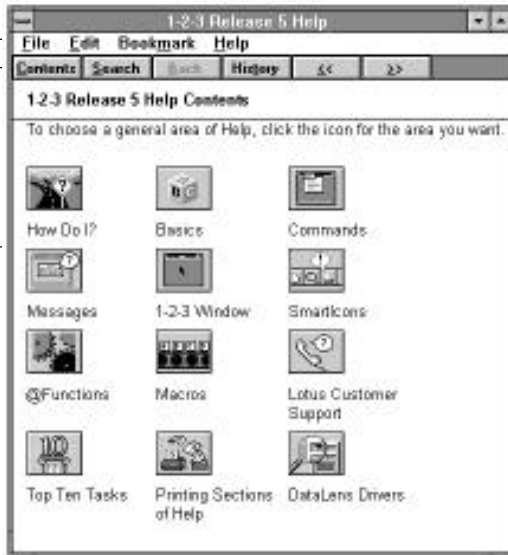 1-2-3 Release 5 Help
File Edit Bookmark Help
Contents Search Back History << >>
1-2-3 Release 5 Help Contents
To choose a general area of Help, click the icon for the area you want.
How Do I? Basics Commands
Messages 1-2-3 Window SmartIcons
@Functions Macros Lotus Customer
Support
Top Ten Tasks Printing Sections DataLens Drivers
of Help